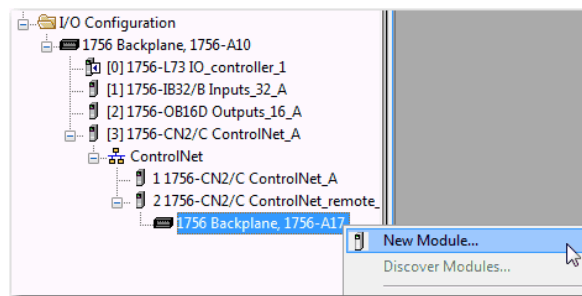 I/O Configuration
1756 Backplane, 1756-A10
[0] 1756-L73 IO_controller_1
[1] 1756-IB32/B Inputs_32_A
[2] 1756-OB16D Outputs_16_A
[3] 1756-CN2/C ControlNet_A
ControlNet
1 1756-CN2/C ControlNet_A
2 1756-CN2/C ControlNet_remote_
1756 Backplane, 1756-A17
New Module...
Discover Modules...